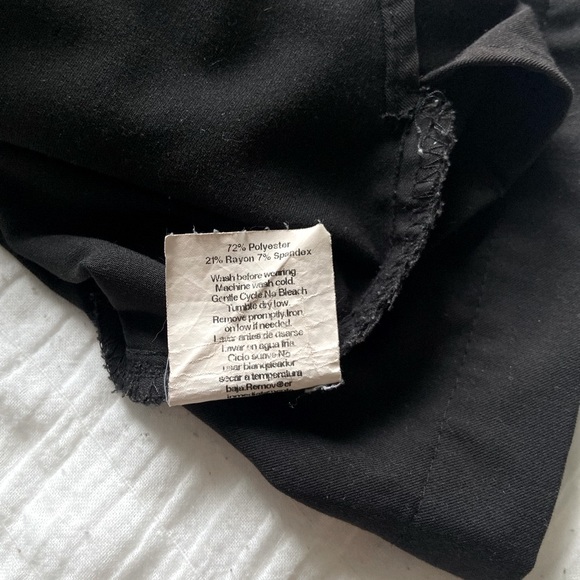 72% Polyester
21% Rayon 7% Spandex
Wash before wearing
Machine wash cold.
Gentle Cycle.No Bleach
Tumble dry low.
Remove promptly.Iron
on low if needed.
Lavar antes de usarse
Lavar en agua fria.
Ciclo suave.No
usar blanqueador
secar a temperatura
baja.Remover